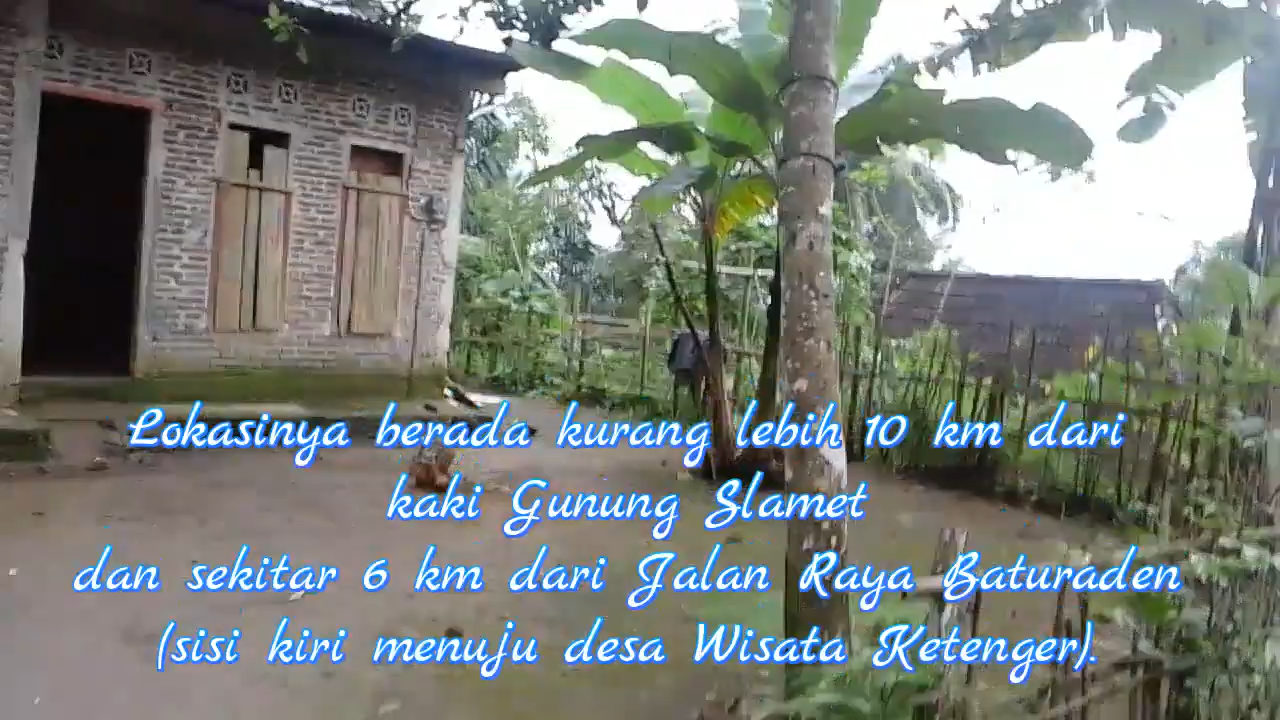 Lokasinya berada kurang lebih 10 km dari
kaki Gunung Slamet
dan sekitar 6 km dari Jalan Raya Baturaden
(sisi kiri menuju desa Wisata Ketenger).